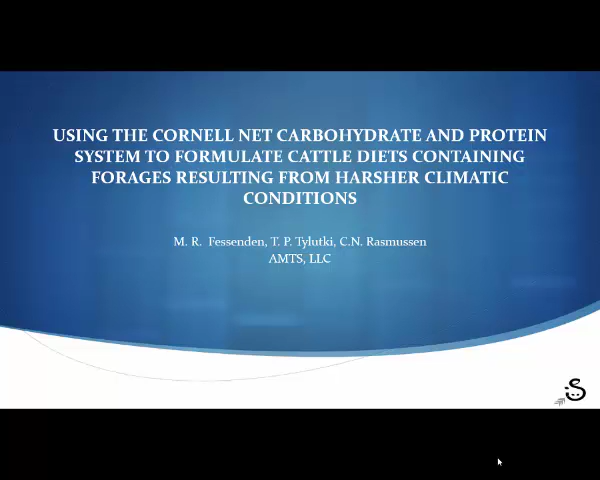 USING THE CORNELL NET CARBOHYDRATE AND PROTEIN
SYSTEM TO FORMULATE CATTLE DIETS CONTAINING
FORAGES RESULTING FROM HARSHER CLIMATIC
CONDITIONS
M. R. Fessenden, T. P. Tylutki, C.N. Rasmussen
AMTS, LLC